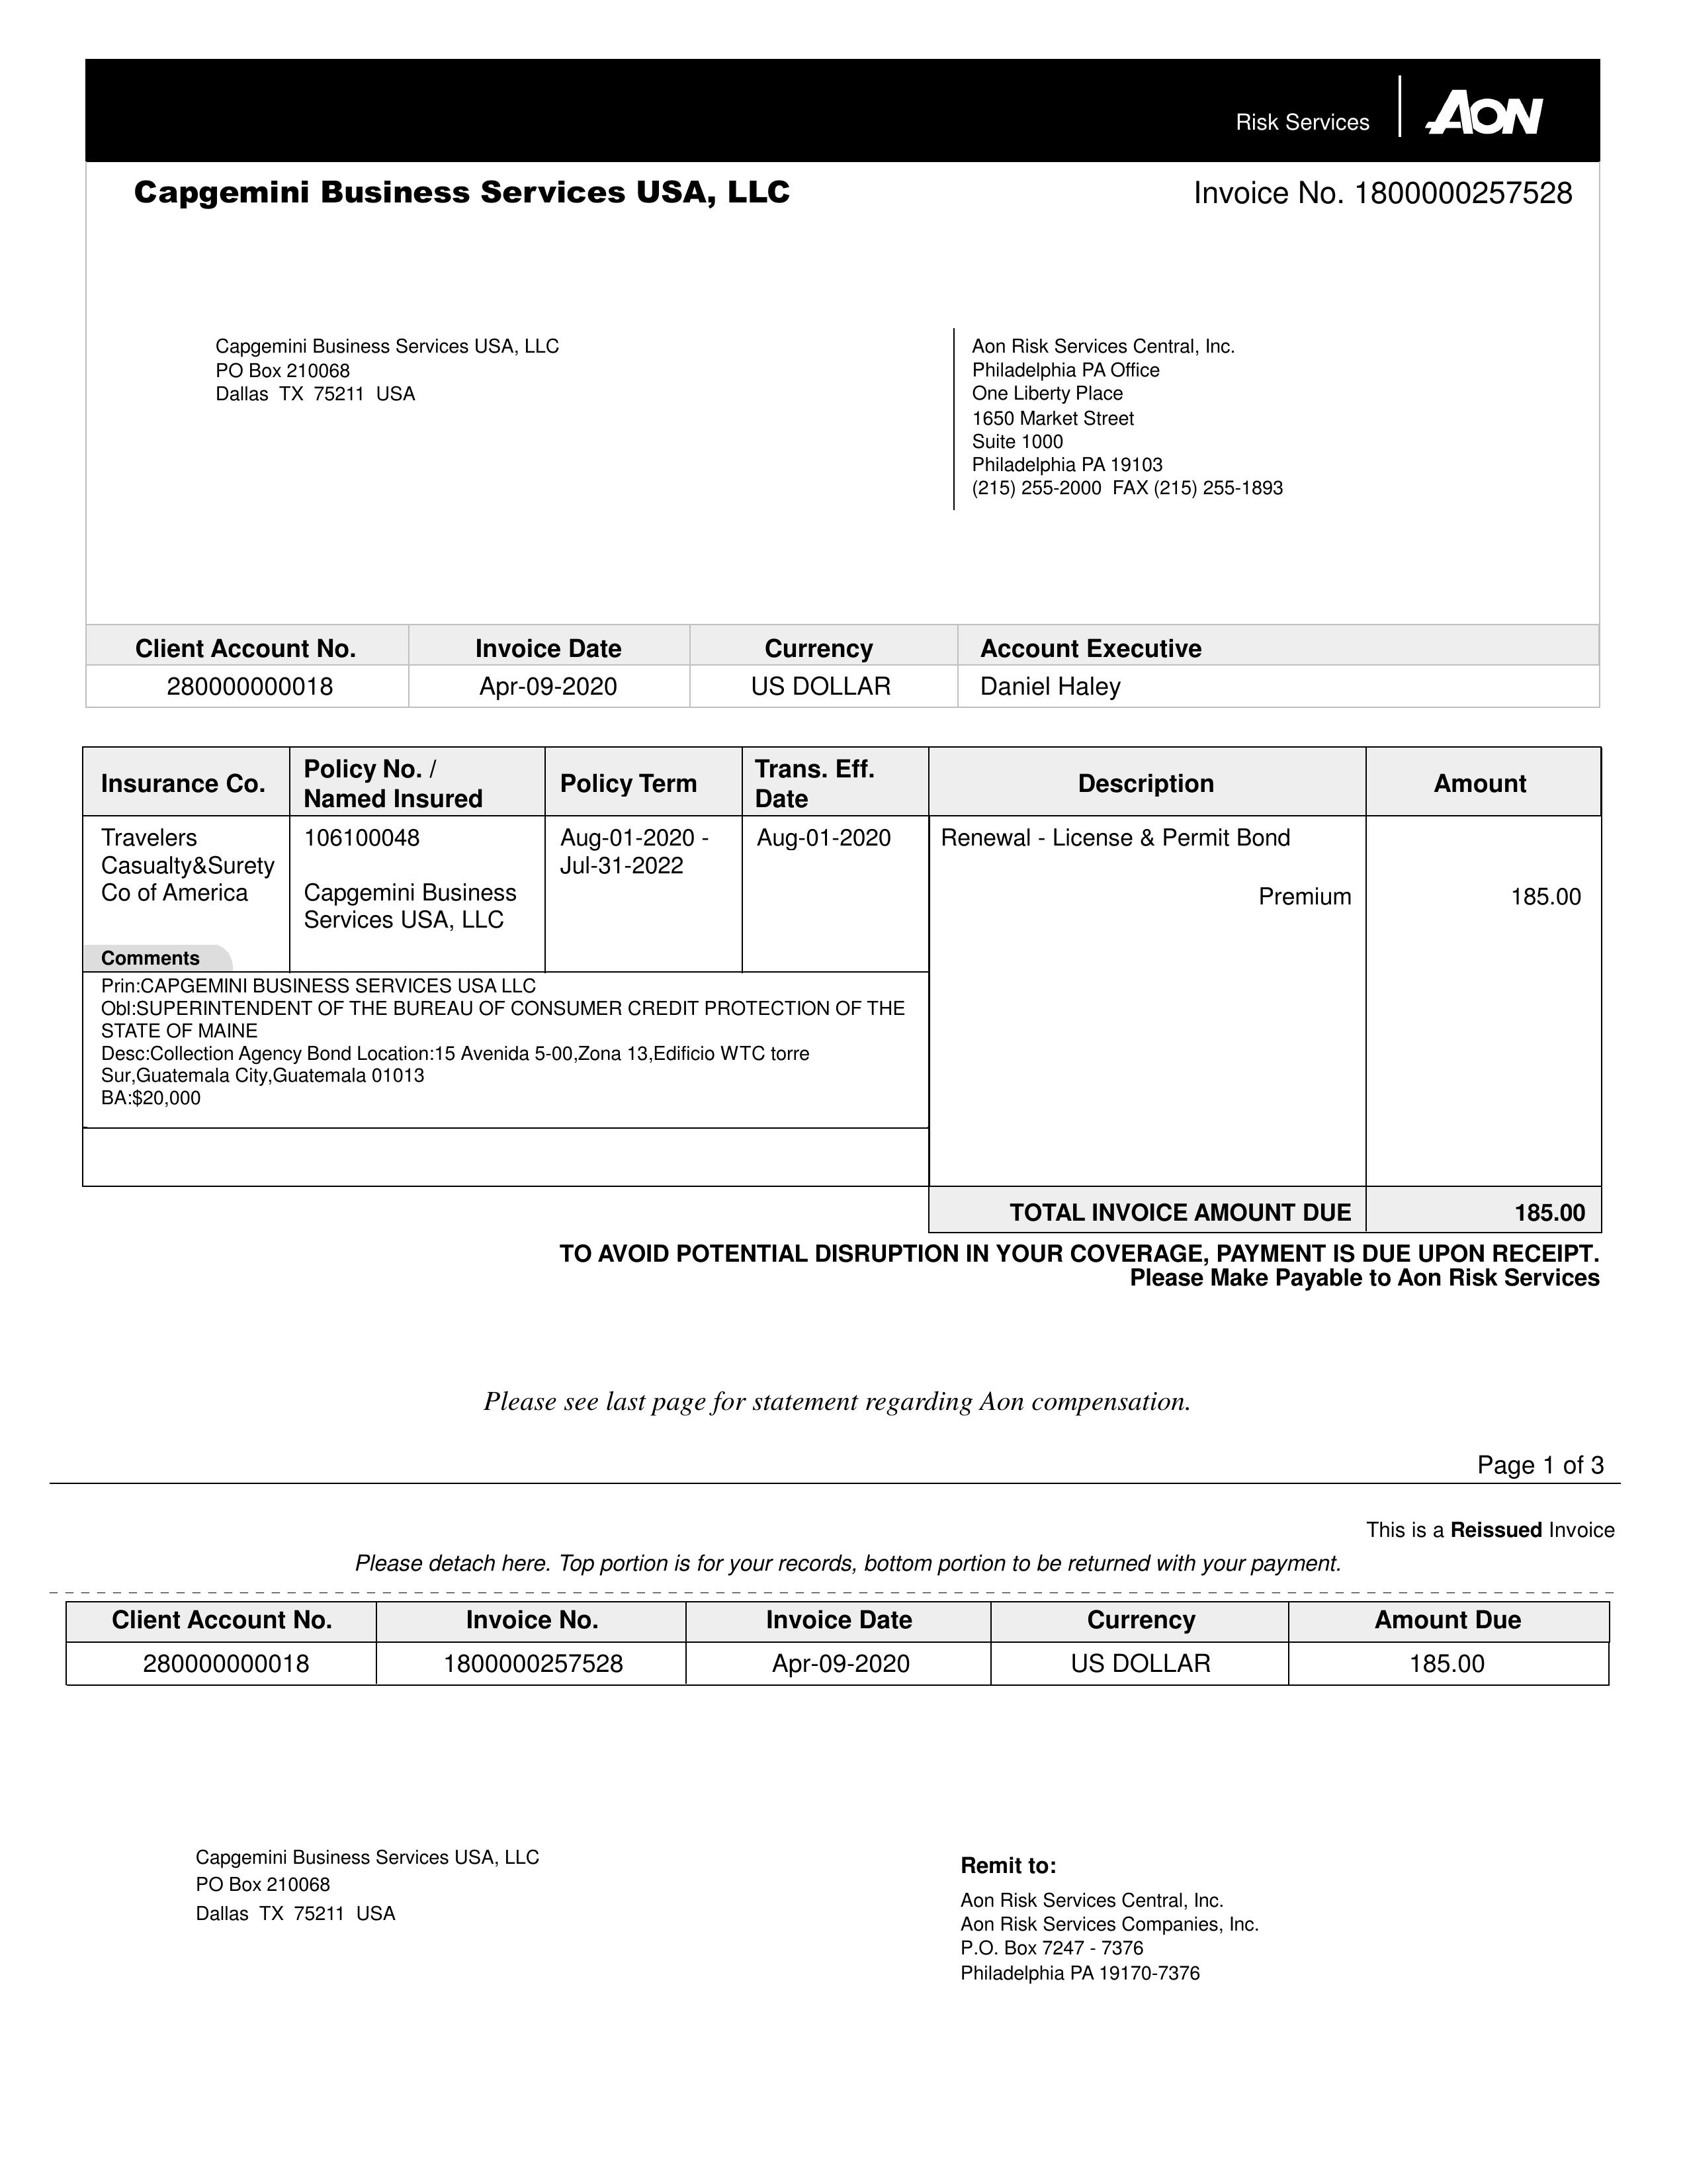 Risk Services
AON
Capgemini Business Services USA, LLC
Invoice No. 1800000257528
Capgemini Business Services USA, LLC
PO Box 210068
Dallas TX 75211 USA
Aon Risk Services Central, Inc.
Philadelphia PA Office
One Liberty Place
1650 Market Street
Suite 1000
Philadelphia PA 19103
(215) 255-2000 FAX (215) 255-1893
Client Account No. Invoice Date Currency Account Executive
280000000018 Apr-09-2020 US DOLLAR Daniel Haley
Insurance Co. Policy No. / Named Insured Policy Term Trans. Eff. Date Description Amount
Travelers
Casualty&Surety
Co of America
106100048
Capgemini Business
Services USA, LLC
Aug-01-2020 -
Jul-31-2022
Aug-01-2020
Renewal - License & Permit Bond
Premium 185.00
Comments
Prin:CAPGEMINI BUSINESS SERVICES USA LLC
Obl:SUPERINTENDENT OF THE BUREAU OF CONSUMER CREDIT PROTECTION OF THE
STATE OF MAINE
Desc:Collection Agency Bond Location:15 Avenida 5-00,Zona 13,Edificio WTC torre
Sur,Guatemala City,Guatemala 01013
BA:$20,000
TOTAL INVOICE AMOUNT DUE 185.00
TO AVOID POTENTIAL DISRUPTION IN YOUR COVERAGE, PAYMENT IS DUE UPON RECEIPT.
Please Make Payable to Aon Risk Services
Please see last page for statement regarding Aon compensation.
Page 1 of 3
This is a Reissued Invoice
Please detach here. Top portion is for your records, bottom portion to be returned with your payment.
Client Account No. Invoice No. Invoice Date Currency Amount Due
280000000018 1800000257528 Apr-09-2020 US DOLLAR 185.00
Capgemini Business Services USA, LLC
PO Box 210068
Dallas TX 75211 USA
Remit to:
Aon Risk Services Central, Inc.
Aon Risk Services Companies, Inc.
P.O. Box 7247 - 7376
Philadelphia PA 19170-7376